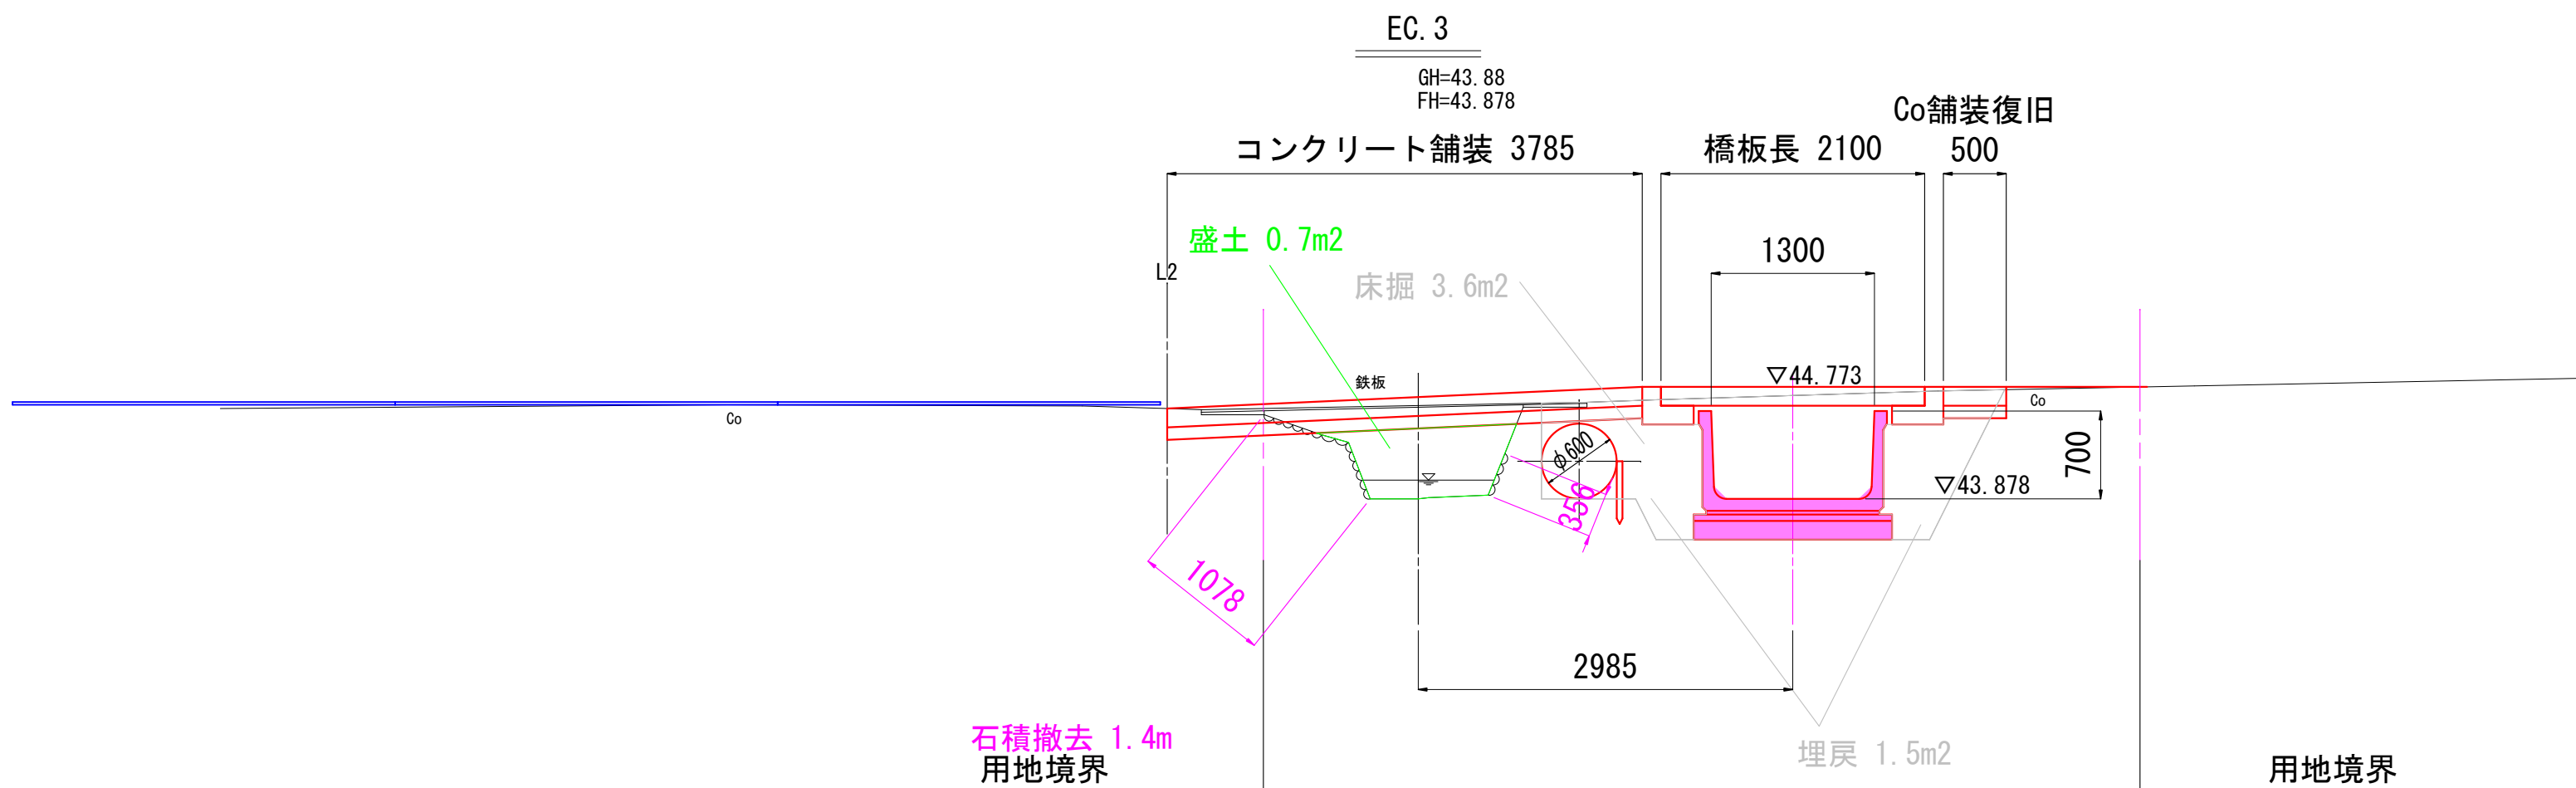 EC.3
GH=43.88
FH=43.878
Co舗装復旧
コンクリート舗装 3785
橋板長 2100
500
盛土 0.7m2
1300
L2
床掘 3.6m2
▽44.773
鉄板
Co
Co
φ600
700
▽43.878
356
1078
2985
石積撤去 1.4m
埋戻 1.5m2
用地境界
用地境界